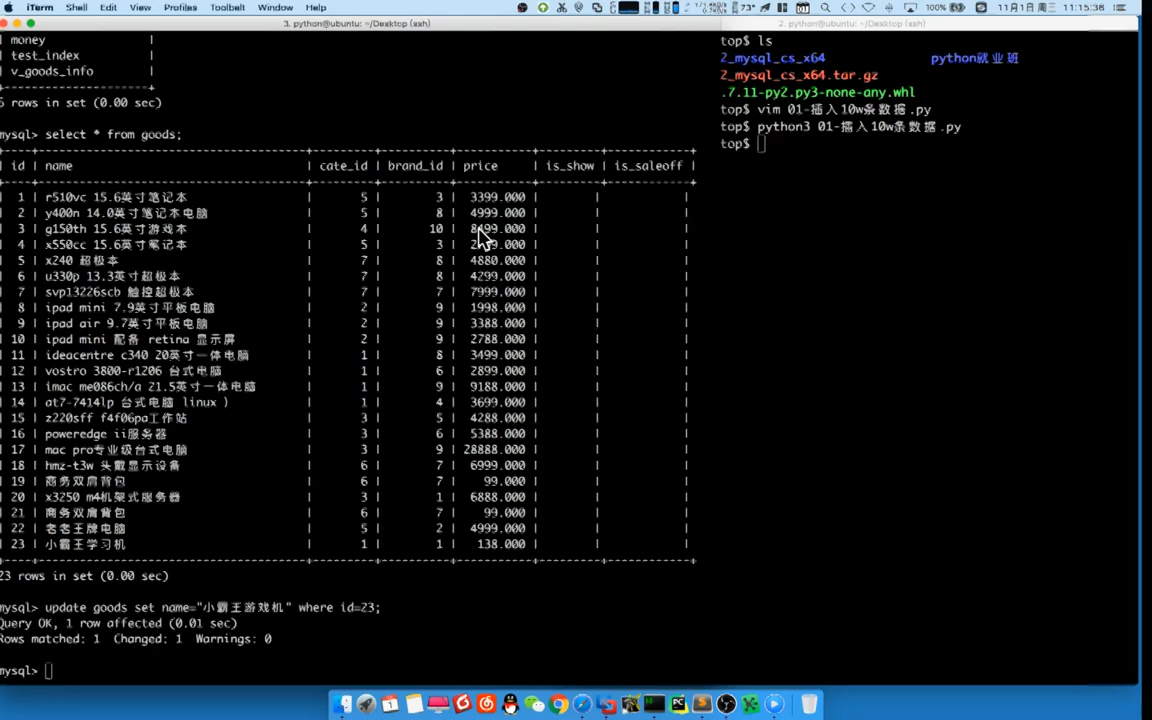 iTerm Shell Edit View Profiles Toolbelt Window Help 73° 100% 11月1日 周三 11:15:38
3. python@ubuntu: ~/Desktop (ssh)
2. python@ubuntu: ~/Desktop (ssh)
| money |
| test_index |
| v_goods_info |
6 rows in set (0.00 sec)
mysql> select * from goods;
| id | name | cate_id | brand_id | price | is_show | is_saleoff |
| 1 | r510vc 15.6英寸笔记本 | 5 | 3 | 3399.000 | | |
| 2 | y400n 14.0英寸笔记本电脑 | 5 | 8 | 4999.000 | | |
| 3 | g150th 15.6英寸游戏本 | 4 | 10 | 8499.000 | | |
| 4 | x550cc 15.6英寸笔记本 | 5 | 3 | | |
| 5 | x240 超极本 | 7 | 8 | 4880.000 | | |
| 6 | u330p 13.3英寸超极本 | 7 | 8 | 4299.000 | | |
| 7 | svp13226scb 触控超极本 | 7 | 7 | 7999.000 | | |
| 8 | ipad mini 7.9英寸平板电脑 | 2 | 9 | 1998.000 | | |
| 9 | ipad air 9.7英寸平板电脑 | 2 | 9 | 3388.000 | | |
| 10 | ipad mini 配备 retina 显示屏 | 2 | 9 | 2788.000 | | |
| 11 | ideacentre c340 20英寸一体电脑 | 1 | 8 | 3499.000 | | |
| 12 | vostro 3800-r1206 台式电脑 | 1 | 6 | 2899.000 | | |
| 13 | imac me086ch/a 21.5英寸一体电脑 | 1 | 9 | 9188.000 | | |
| 14 | at7-7414lp 台式电脑 linux ) | 1 | 4 | 3699.000 | | |
| 15 | z220sff f4f06pa工作站 | 3 | 5 | 4288.000 | | |
| 16 | poweredge ii服务器 | 3 | 6 | 5388.000 | | |
| 17 | mac pro专业级台式电脑 | 3 | 9 | 28888.000 | | |
| 18 | hmz-t3w 头戴显示设备 | 6 | 7 | 6999.000 | | |
| 19 | 商务双肩背包 | 6 | 7 | 99.000 | | |
| 20 | x3250 m4机架式服务器 | 3 | 1 | 6888.000 | | |
| 21 | 商务双肩背包 | 6 | 7 | 99.000 | | |
| 22 | 老老王牌电脑 | 5 | 2 | 4999.000 | | |
| 23 | 小霸王学习机 | 1 | 1 | 138.000 | | |
23 rows in set (0.00 sec)
mysql> update goods set name="小霸王游戏机" where id=23;
Query OK, 1 row affected (0.01 sec)
Rows matched: 1 Changed: 1 Warnings: 0
mysql>
top$ ls
2_mysql_cs_x64 python就业班
2_mysql_cs_x64.tar.gz
.7.11-py2.py3-none-any.whl
top$ vim 01-插入10w条数据.py
top$ python3 01-插入10w条数据.py
top$